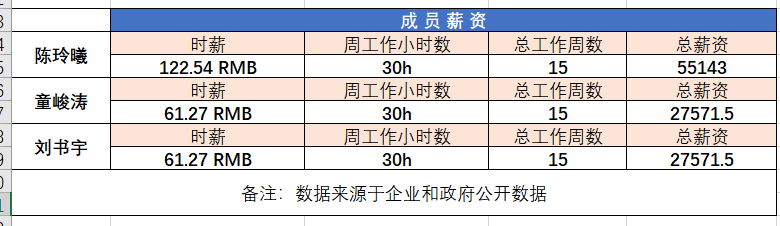 成员薪资
陈玲曦 时薪 周工作小时数 总工作周数 总薪资
122.54 RMB 30h 15 55143
童峻涛 时薪 周工作小时数 总工作周数 总薪资
61.27 RMB 30h 15 27571.5
刘书宇 时薪 周工作小时数 总工作周数 总薪资
61.27 RMB 30h 15 27571.5
备注：数据来源于企业和政府公开数据